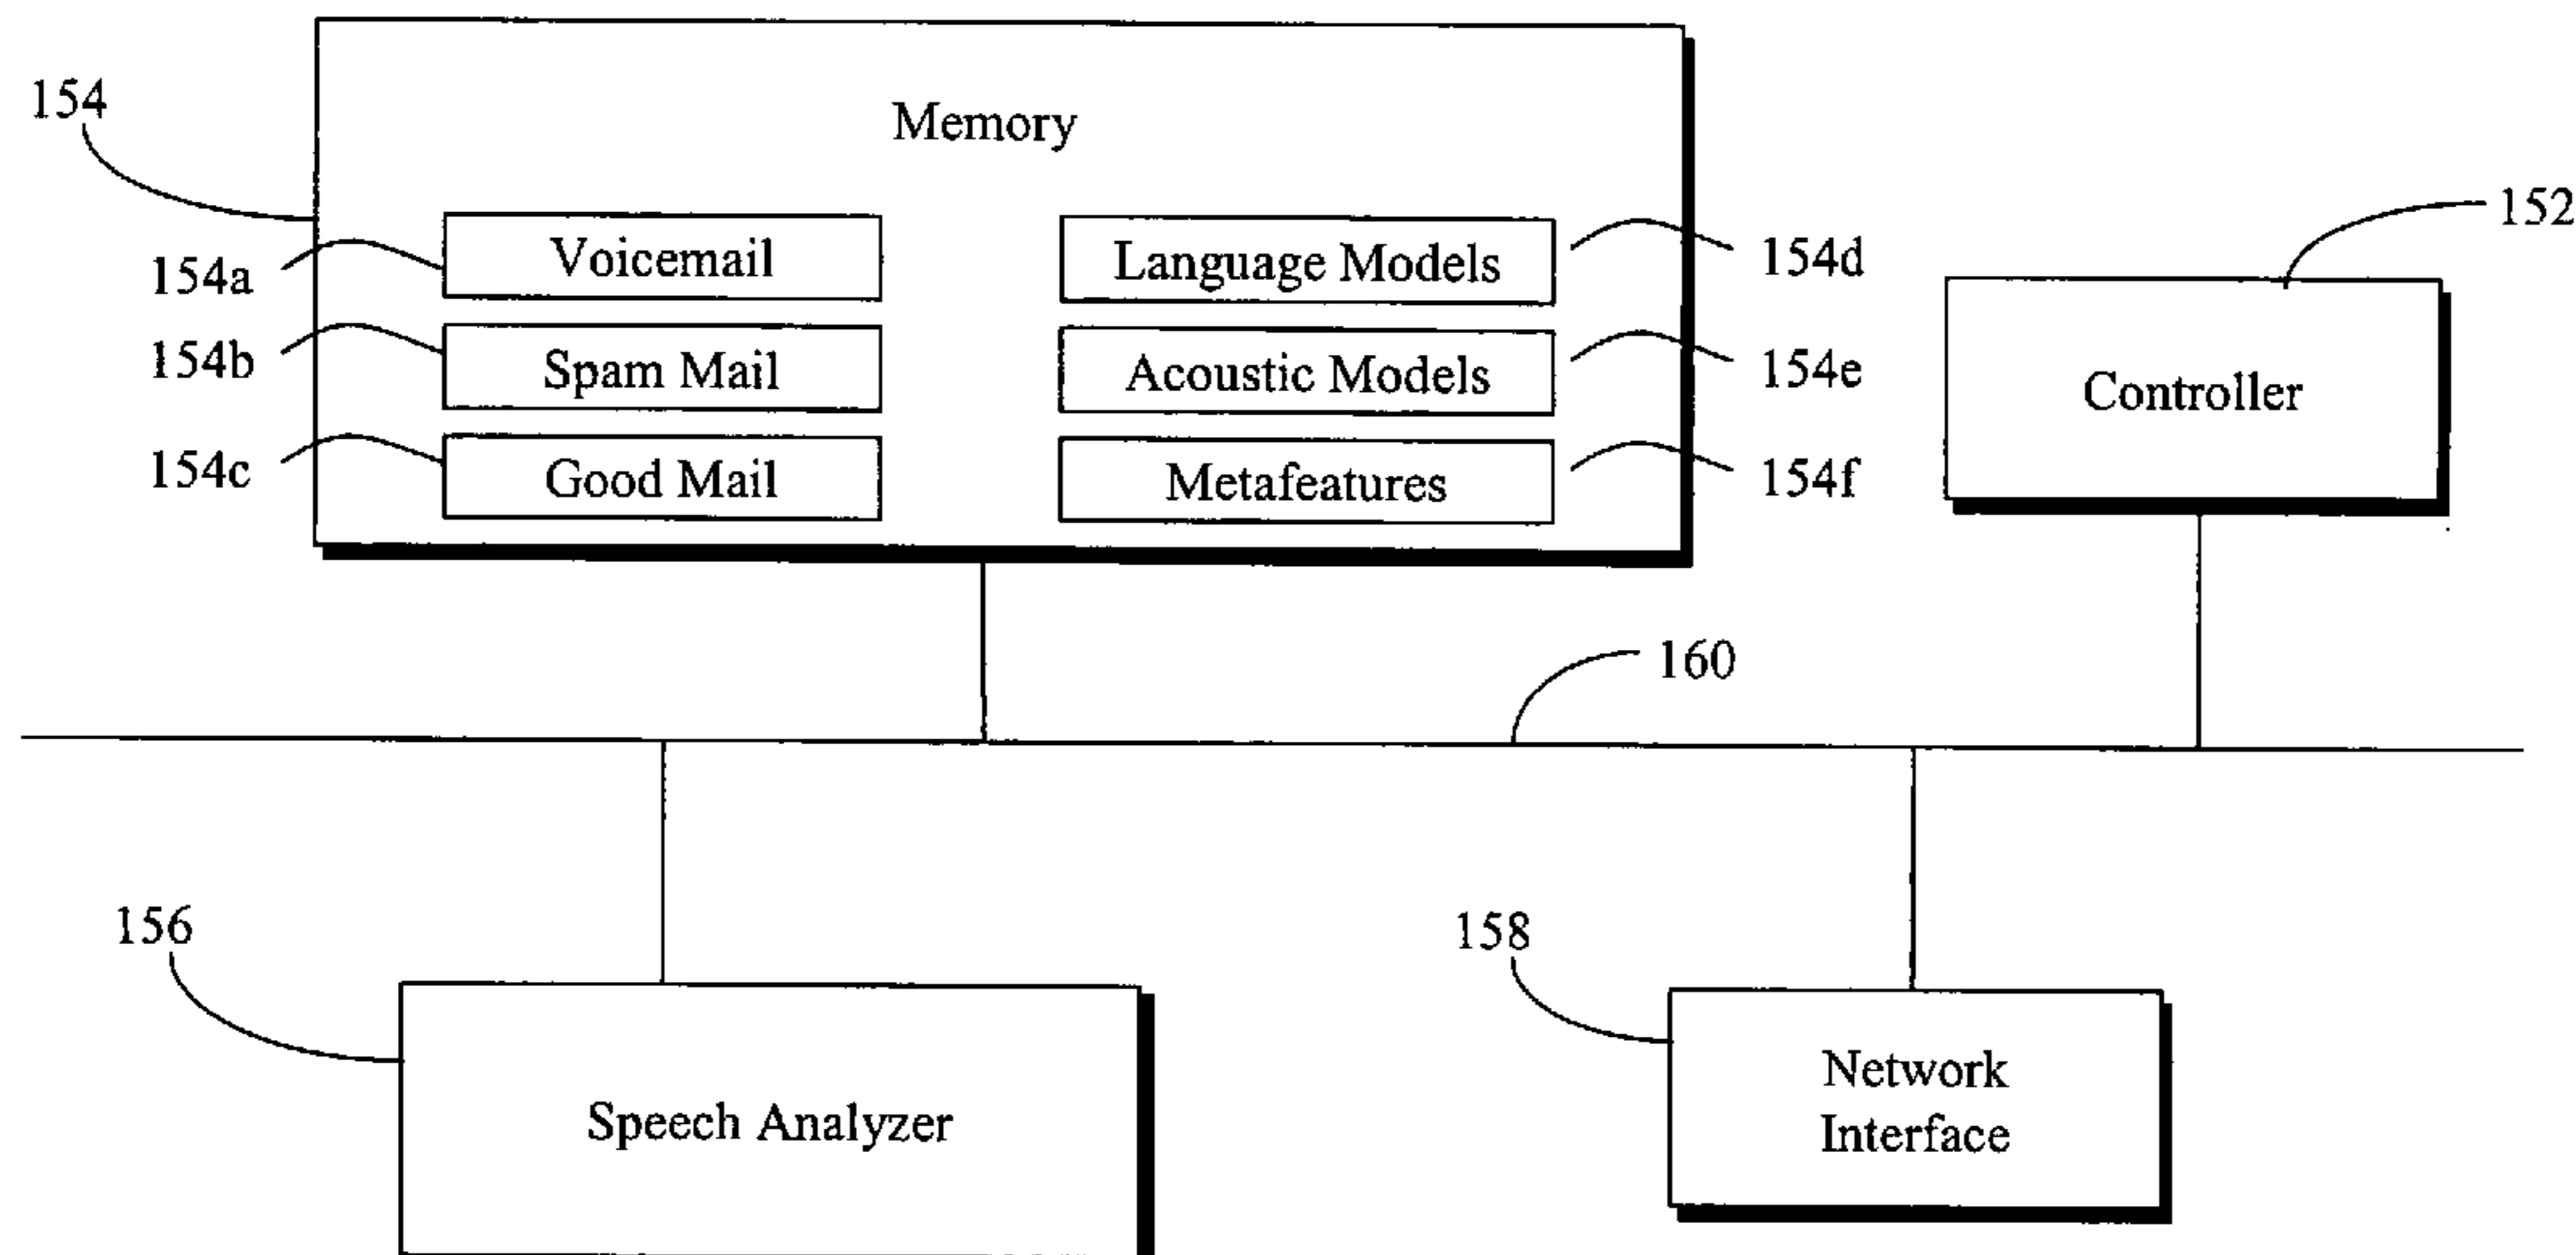 154
Memory
152
154a
Voicemail
Language Models
154d
154b
Spam Mail
Acoustic Models
154e
Controller
154c
Good Mail
Metafeatures
154f
160
156
158
Speech Analyzer
Network
Interface